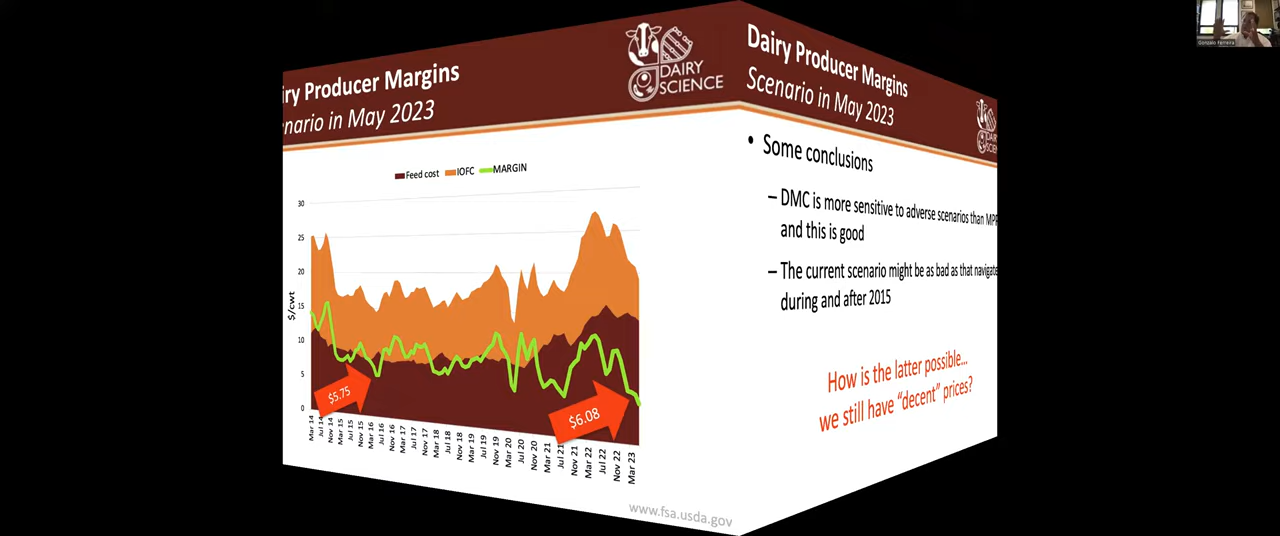 iry Producer Margins
nario in May 2023
DAIRY
SCIENCE
Feed cost
IOFC
MARGIN
$/cwt
30
25
20
15
10
5
0
$5.75
$6.08
Mar 14
Jul 14
Nov 14
Mar 15
Jul 15
Nov 15
Mar 16
Jul 16
Nov 16
Mar 17
Jul 17
Nov 17
Mar 18
Jul 18
Nov 18
Mar 19
Jul 19
Nov 19
Mar 20
Jul 20
Nov 20
Mar 21
Jul 21
Nov 21
Mar 22
Jul 22
Nov 22
Mar 23
www.fsa.usda.gov
Dairy Producer Margins
Scenario in May 2023
DAIR
SCIEN
• Some conclusions
– DMC is more sensitive to adverse scenarios than MP
and this is good
– The current scenario might be as bad as that navigate
during and after 2015
How is the latter possible...
we still have “decent” prices?
Gonzalo Ferreira